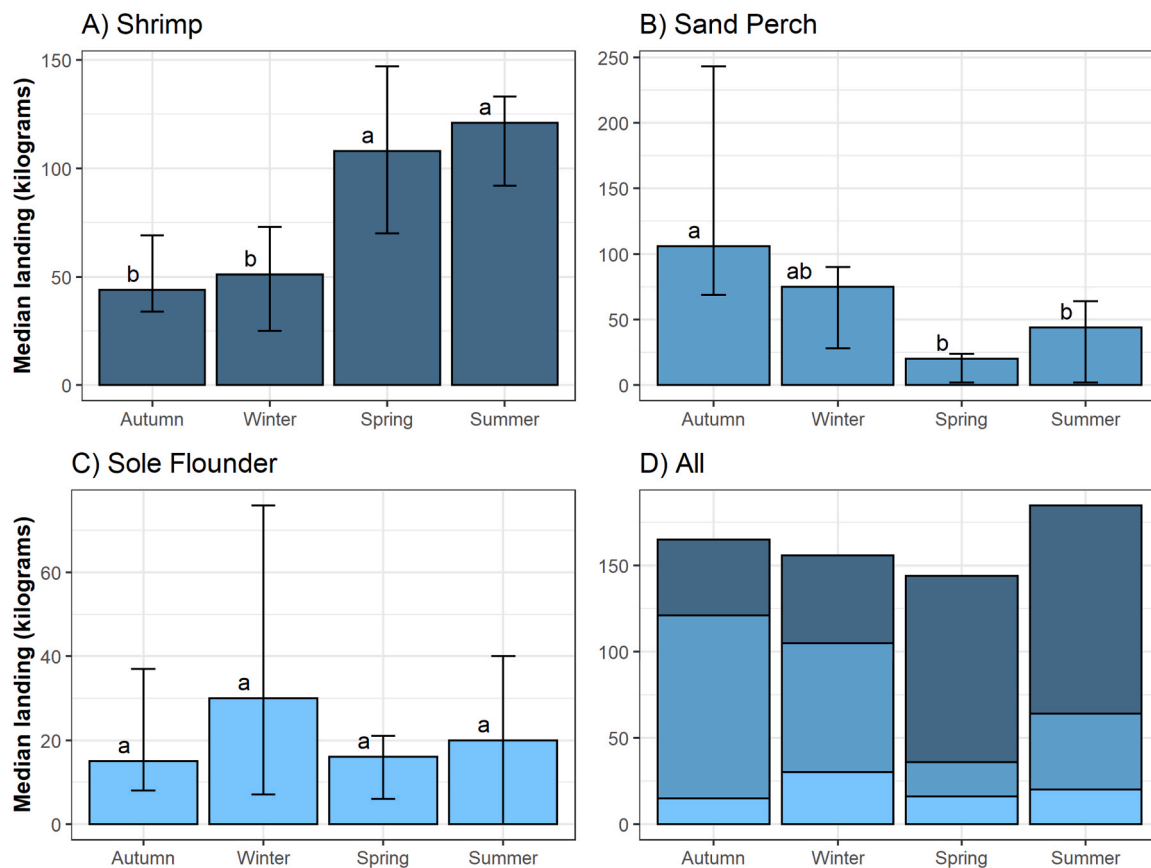 A) Shrimp
Median landing (kilograms)
150
100
50
0
b
b
a
a
Autumn Winter Spring Summer
B) Sand Perch
250
200
150
100
50
0
a
ab
b
b
Autumn Winter Spring Summer
C) Sole Flounder
Median landing (kilograms)
60
40
20
0
a
a
a
a
Autumn Winter Spring Summer
D) All
150
100
50
0
Autumn Winter Spring Summer